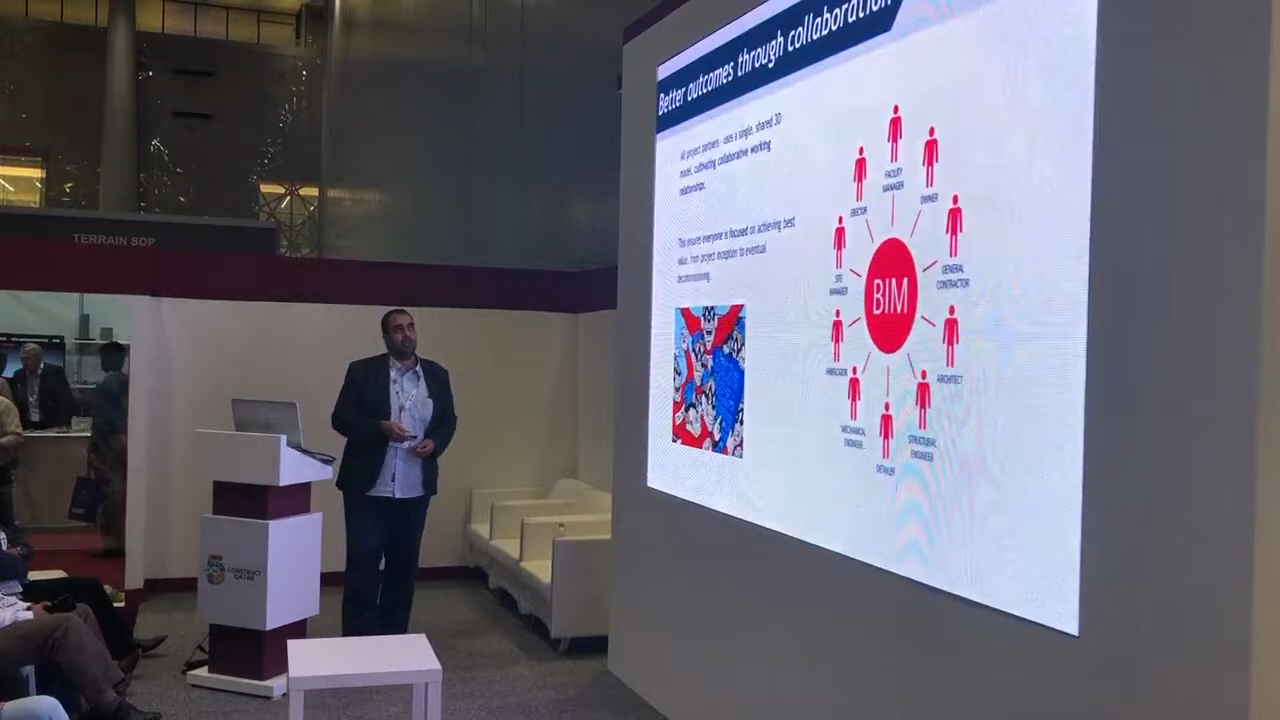 Better outcomes through collaboration
All project partners - uses a single, shared 3D
model, cultivating collaborative working
relationships.
This ensures everyone is focused on achieving best
value, from project inception to eventual
decommissioning.
FACILITY
MANAGER
OWNER
ERECTOR
GENERAL
CONTRACTOR
SITE
MANAGER
BIM
ARCHITECT
FABRICATOR
STRUCTURAL
ENGINEER
MECHANICAL
ENGINEER
DETAILER
TERRAIN SDP
CONSTRUCT
QATAR